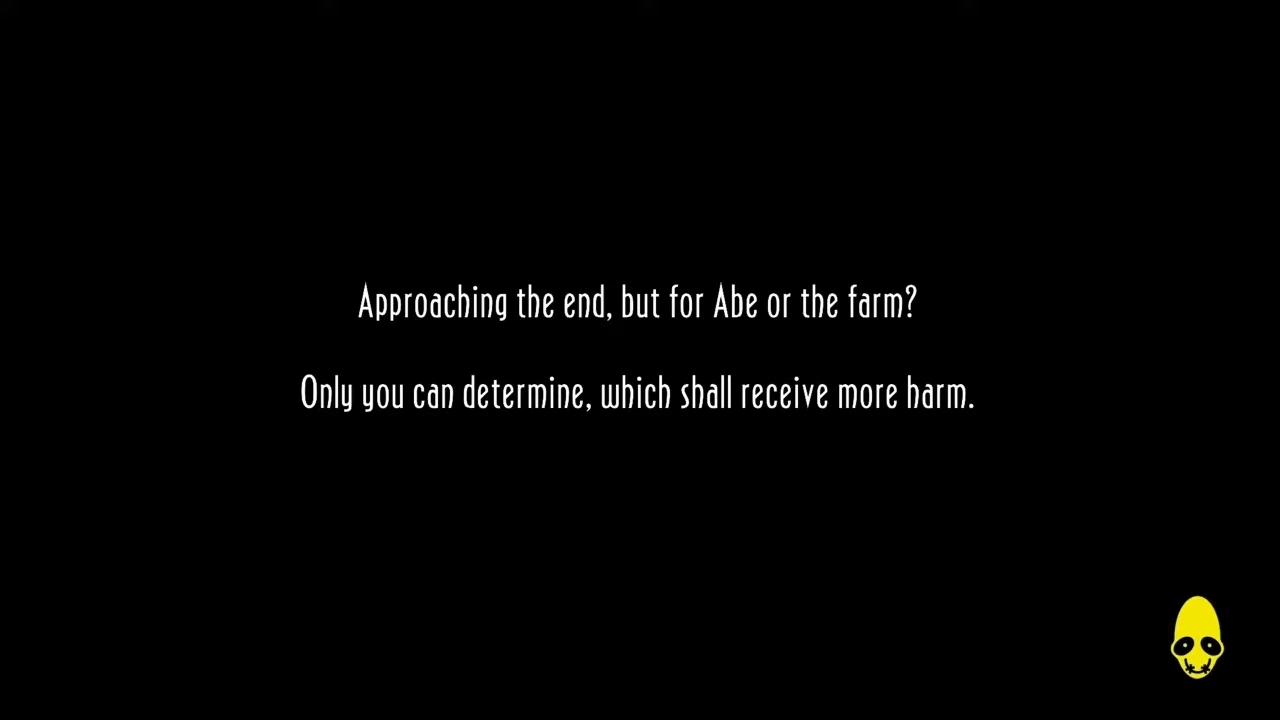 Approaching the end, but for Abe or the farm?
Only you can determine, which shall receive more harm.